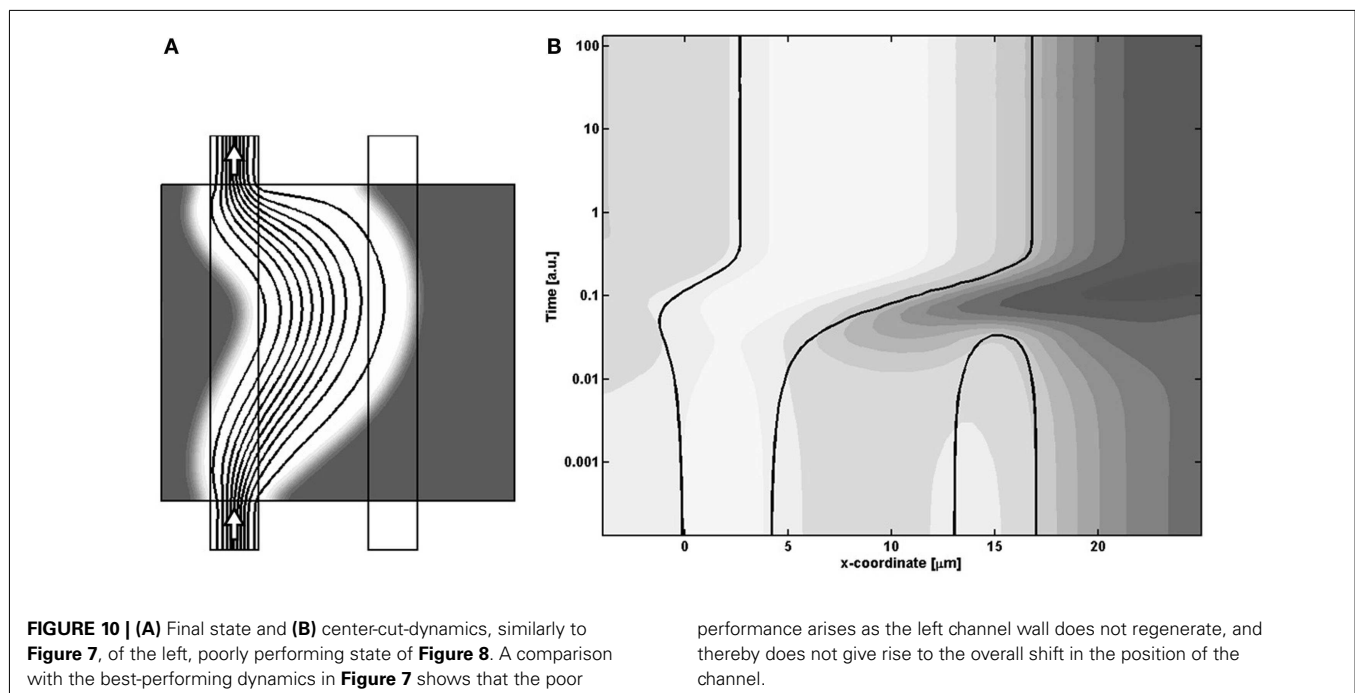 A
B
100
10
1
0.1
0.01
0.001
Time [a.u.]
0
5
10
15
20
x-coordinate [μm]
FIGURE 10 | (A) Final state and (B) center-cut-dynamics, similarly to
Figure 7, of the left, poorly performing state of Figure 8. A comparison
with the best-performing dynamics in Figure 7 shows that the poor
performance arises as the left channel wall does not regenerate, and
thereby does not give rise to the overall shift in the position of the
channel.